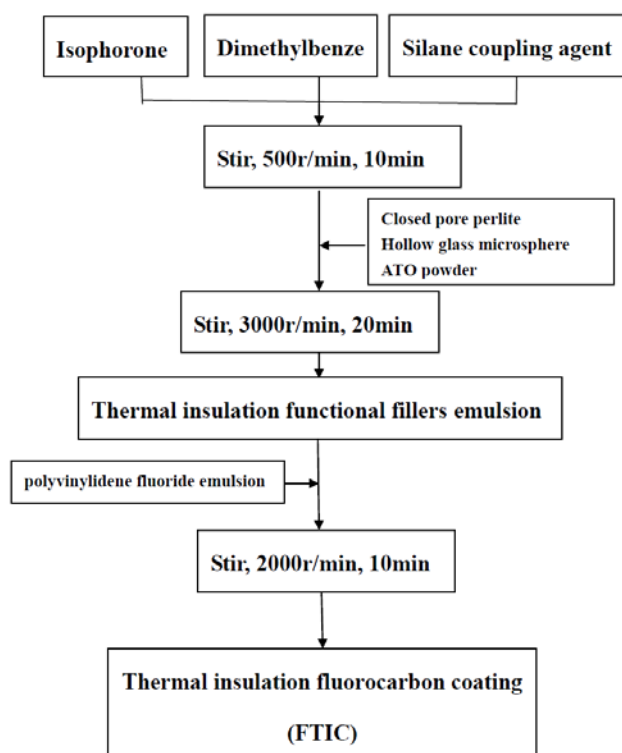 Isophorone
Dimethylbenze
Silane coupling agent
Stir, 500r/min, 10min
Closed pore perlite
Hollow glass microsphere
ATO powder
Stir, 3000r/min, 20min
Thermal insulation functional fillers emulsion
polyvinylidene fluoride emulsion
Stir, 2000r/min, 10min
Thermal insulation fluorocarbon coating
(FTIC)